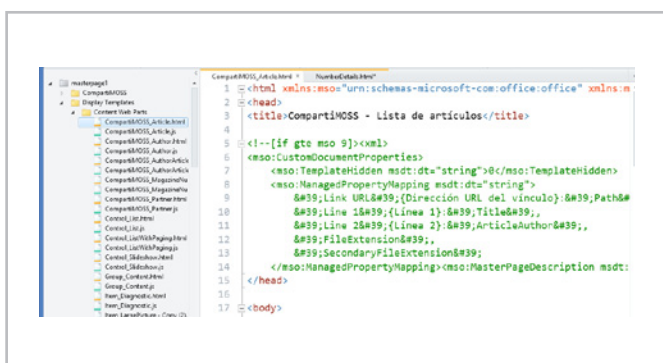 masterpage1
CompartiMOSS
Display Templates
Content Web Parts
CompartiMOSS_Article.html
CompartiMOSS_Article.js
CompartiMOSS_Author.html
CompartiMOSS_Author.js
CompartiMOSS_AuthorArticle
CompartiMOSS_AuthorArticle
CompartiMOSS_MagazineNu
CompartiMOSS_MagazineNu
CompartiMOSS_Partner.html
CompartiMOSS_Partner.js
Control_List.html
Control_List.js
Control_ListWithPaging.html
Control_ListWithPaging.js
Control_Slideshow.html
Control_Slideshow.js
Group_Content.html
Group_Content.js
Item_Diagnostic.html
Item_Diagnostic.js
Item_LargePicture - Copy (2)
CompartiMOSS_Article.html × NumberDetails.html*
1 <html xmlns:mso="urn:schemas-microsoft-com:office:office" xmlns:m
2 <head>
3 <title>CompartiMOSS - Lista de artículos</title>
4
5 <!--[if gte mso 9]><xml>
6 <mso:CustomDocumentProperties>
7 <mso:TemplateHidden msdt:dt="string">0</mso:TemplateHidden>
8 <mso:ManagedPropertyMapping msdt:dt="string">
9 &#39;Link URL&#39;{Dirección URL del vínculo}:&#39;Path&#
10 &#39;Line 1&#39;{Línea 1}:&#39;Title&#39;,
11 &#39;Line 2&#39;{Línea 2}:&#39;ArticleAuthor&#39;,
12 &#39;FileExtension&#39;,
13 &#39;SecondaryFileExtension&#39;
14 </mso:ManagedPropertyMapping><mso:MasterPageDescription msdt:
15 </head>
16
17 <body>